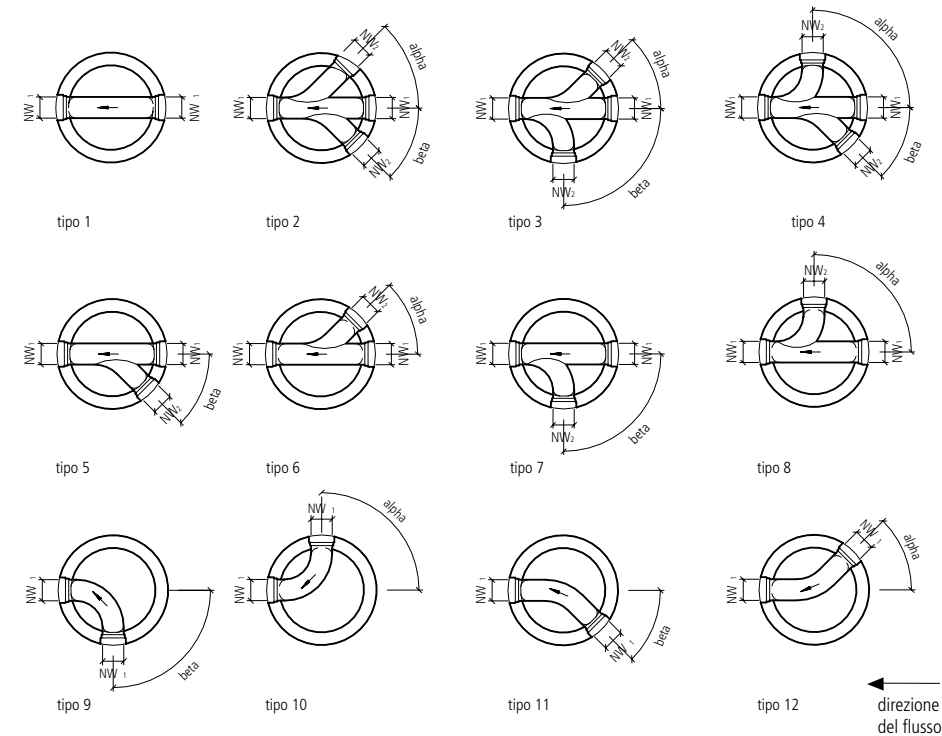 NW₂
alpha
NW₁
NW₁
NW₁
NW₁
NW₂
beta
tipo 1
tipo 2
NW₂
alpha
NW₁
NW₁
NW₂
beta
tipo 3
NW₂
alpha
NW₁
NW₁
NW₂
beta
tipo 4
NW₁
NW₁
NW₂
beta
tipo 5
NW₂
alpha
NW₁
NW₁
tipo 6
NW₁
NW₁
NW₂
beta
tipo 7
NW₂
alpha
NW₁
NW₁
tipo 8
NW₁
NW₁
beta
tipo 9
NW₁
alpha
NW₁
tipo 10
NW₁
NW₁
beta
tipo 11
NW₁
alpha
NW₁
tipo 12
direzione
del flusso